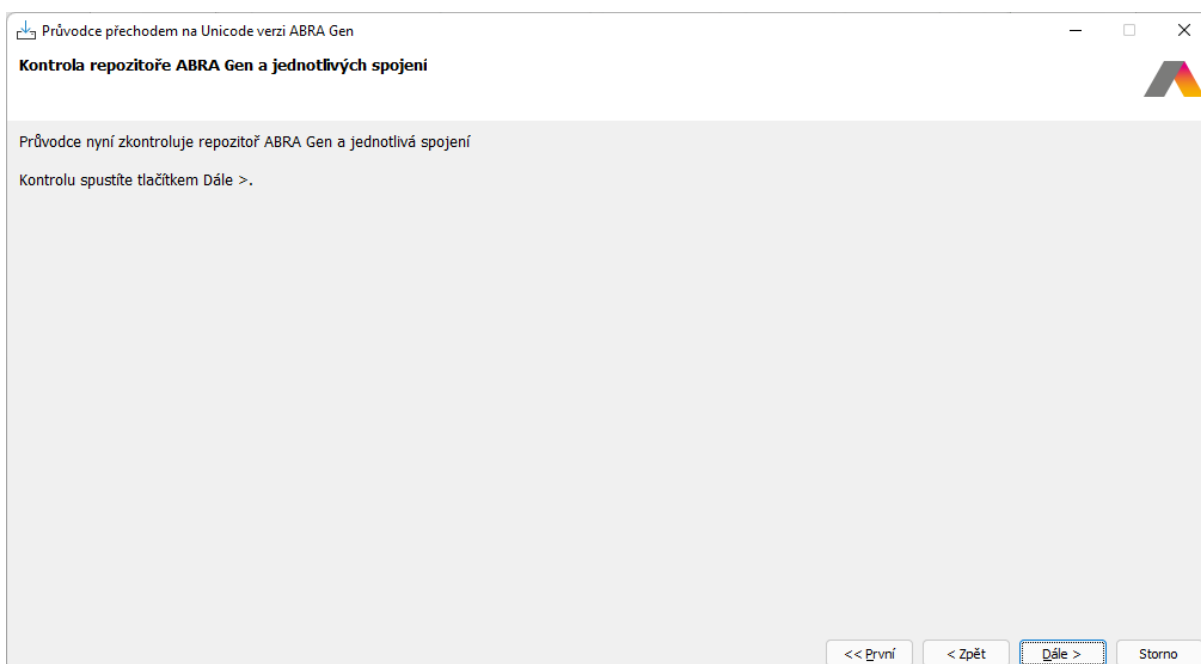 Průvodce přechodem na Unicode verzi ABRA Gen
Kontrola repozitoře ABRA Gen a jednotlivých spojení
Průvodce nyní zkontroluje repozitoř ABRA Gen a jednotlivá spojení
Kontrolu spustíte tlačítkem Dále >.
<< První < Zpět Dále > Storno